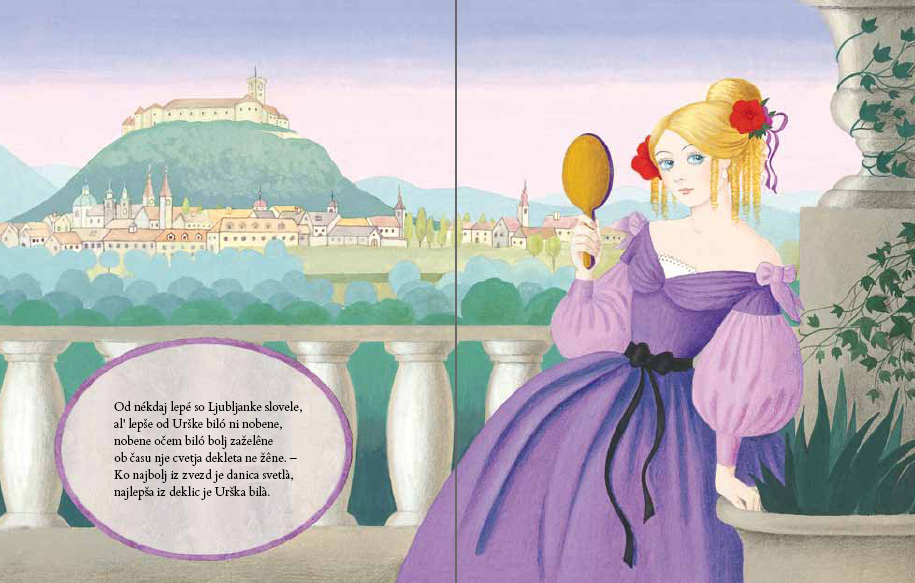 Od nékdaj lepé so Ljubljanke slovele,
al' lepše od Urške biló ni nobene,
nobene očem biló bolj zaželêne
ob času nje cvetja dekleta ne žêne. –
Ko najbolj iz zvezd je danica svetlà,
najlepša iz deklic je Urška bilà.